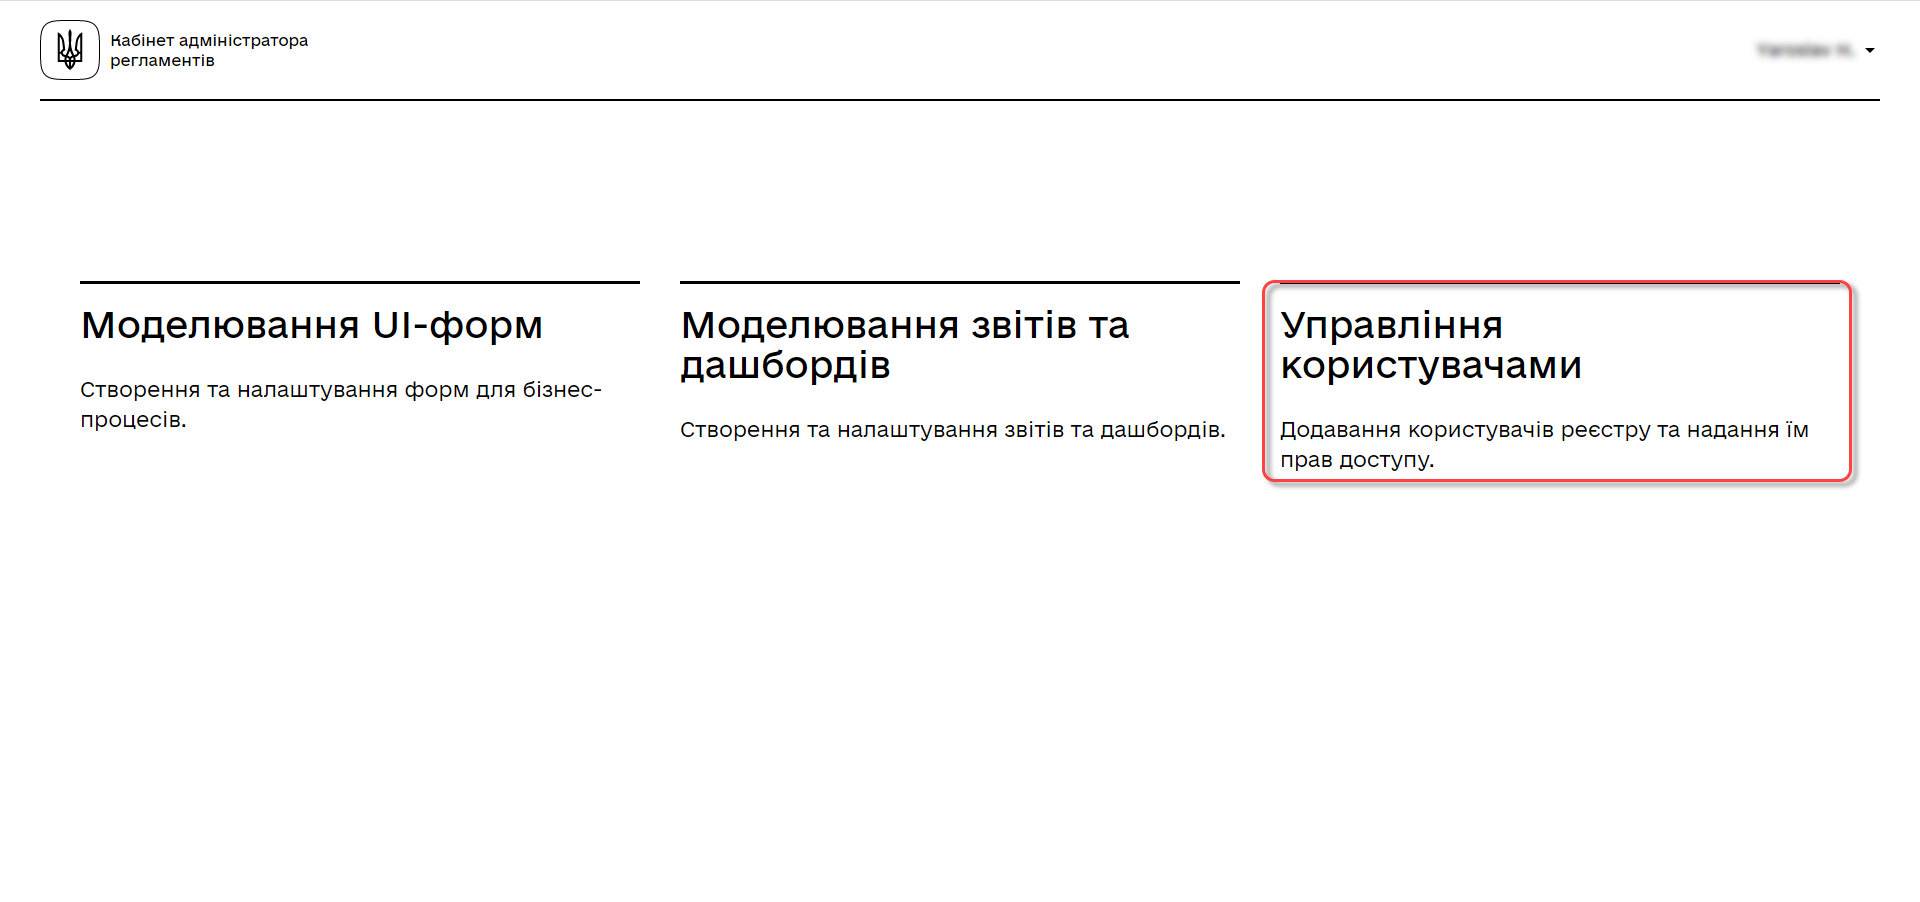 Кабінет адміністратора
регламентів
Моделювання UI-форм
Створення та налаштування форм для бізнес-
процесів.
Моделювання звітів та
дашбордів
Створення та налаштування звітів та дашбордів.
Управління
користувачами
Додавання користувачів реєстру та надання їм
прав доступу.